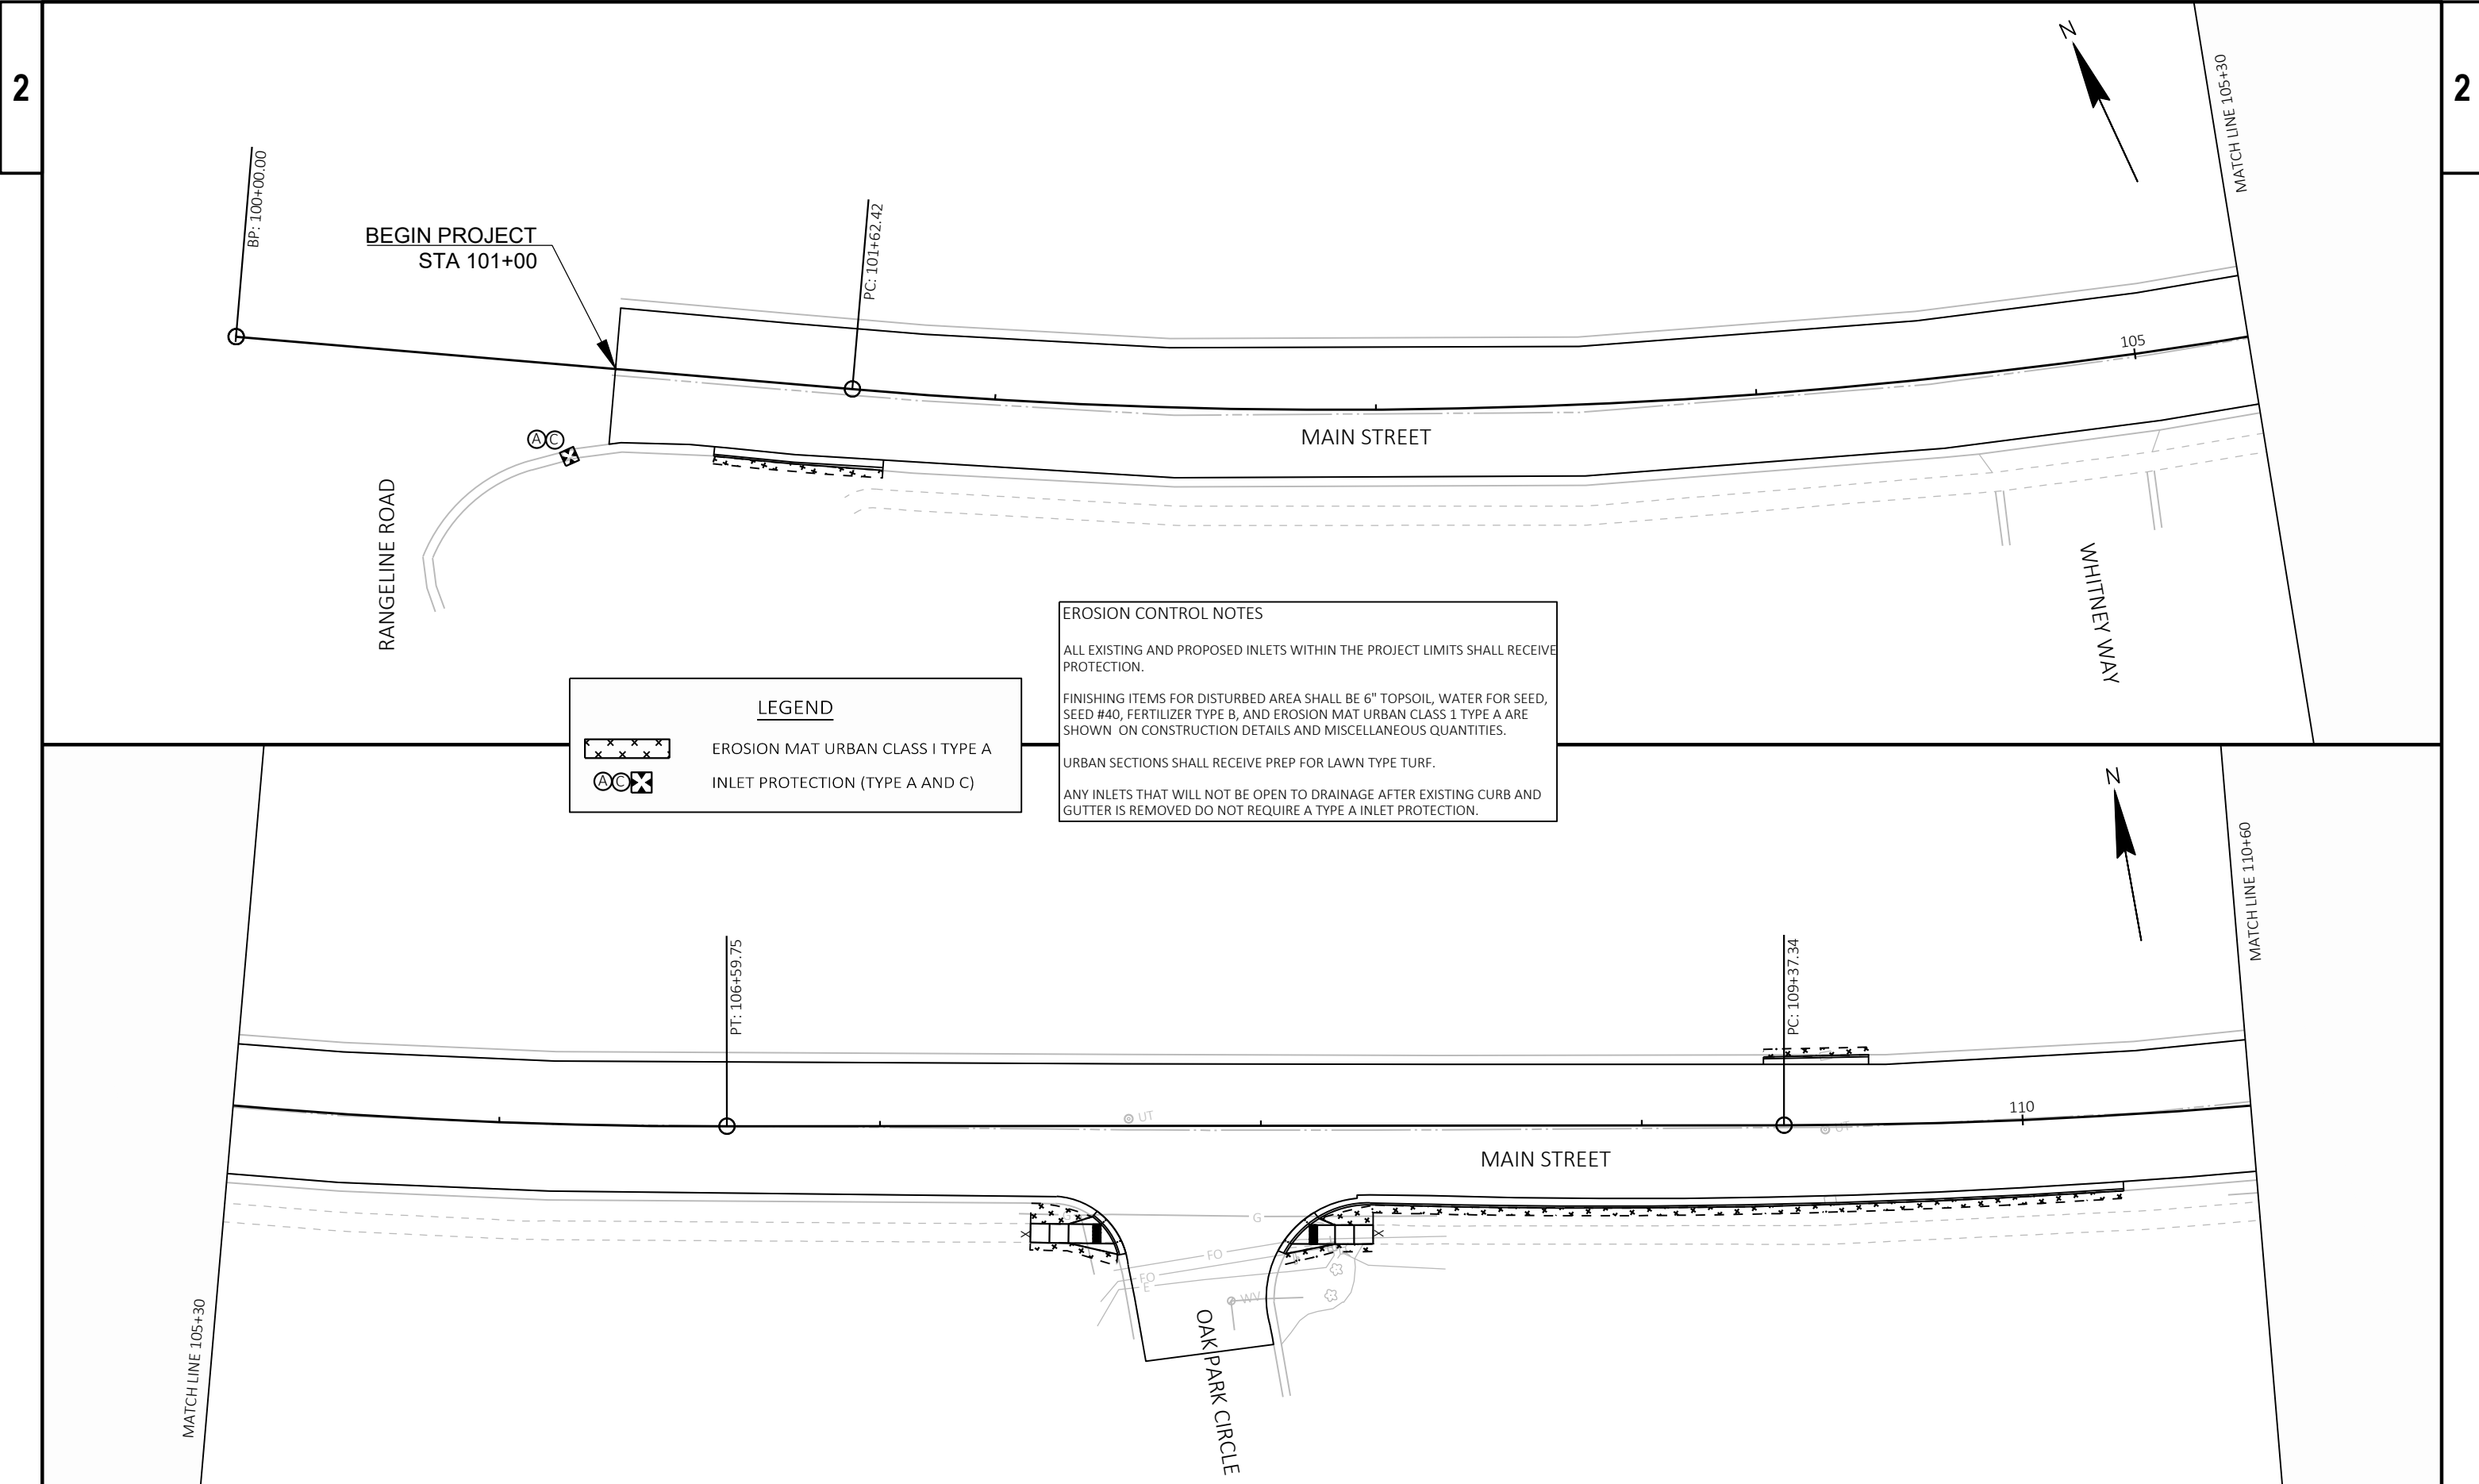 2
2
N
MATCH LINE 105+30
BP: 100+00.00
BEGIN PROJECT
STA 101+00
PC: 101+62.42
105
MAIN STREET
A C
RANGELINE ROAD
WHITNEY WAY
EROSION CONTROL NOTES
ALL EXISTING AND PROPOSED INLETS WITHIN THE PROJECT LIMITS SHALL RECEIVE
PROTECTION.
FINISHING ITEMS FOR DISTURBED AREA SHALL BE 6" TOPSOIL, WATER FOR SEED,
SEED #40, FERTILIZER TYPE B, AND EROSION MAT URBAN CLASS 1 TYPE A ARE
SHOWN ON CONSTRUCTION DETAILS AND MISCELLANEOUS QUANTITIES.
URBAN SECTIONS SHALL RECEIVE PREP FOR LAWN TYPE TURF.
ANY INLETS THAT WILL NOT BE OPEN TO DRAINAGE AFTER EXISTING CURB AND
GUTTER IS REMOVED DO NOT REQUIRE A TYPE A INLET PROTECTION.
LEGEND
EROSION MAT URBAN CLASS I TYPE A
A C INLET PROTECTION (TYPE A AND C)
N
MATCH LINE 110+60
PT: 106+59.75
PC: 109+37.34
UT
110
UT
MAIN STREET
G
FO
FO
E
WV
MATCH LINE 105+30
OAK PARK CIRCLE